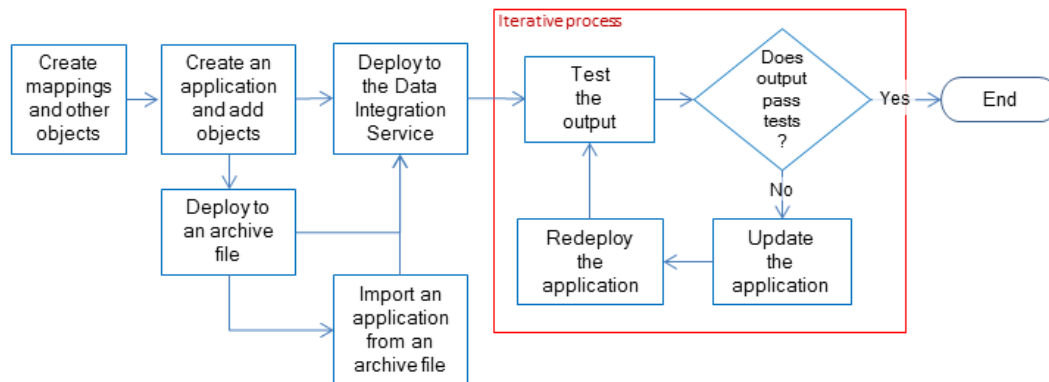 Iterative process
Create
mappings
and other
objects
Create an
application
and add
objects
Deploy to
the Data
Integration
Service
Test
the
output
Does
output
pass
tests
?
Yes
End
No
Deploy to
an archive
file
Redeploy
the
application
Update
the
application
Import an
application
from an
archive file